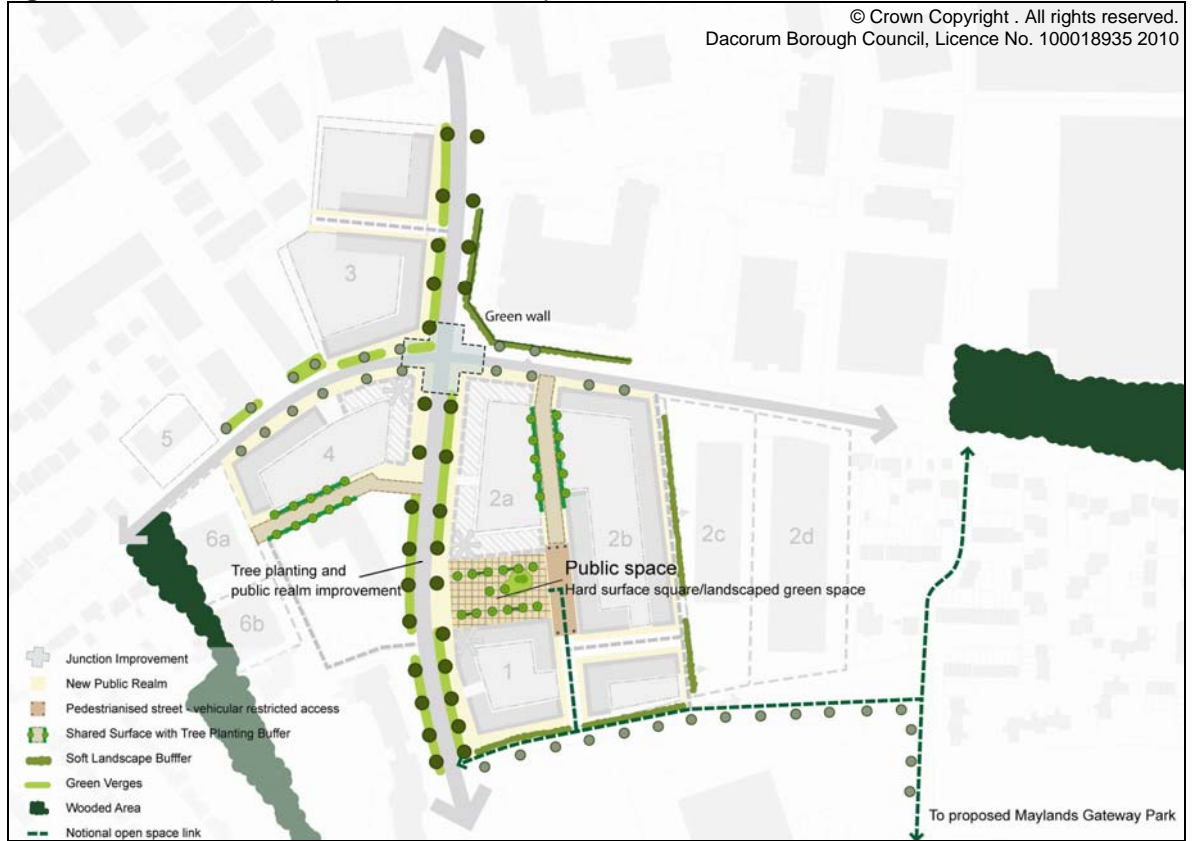 © Crown Copyright . All rights reserved.
Dacorum Borough Council, Licence No. 100018935 2010
Green wall
3
5
4
2a
2b
2c
2d
6a
6b
1
Tree planting and
public realm improvement
Public space
Hard surface square/landscaped green space
Junction Improvement
New Public Realm
Pedestrianised street - vehicular restricted access
Shared Surface with Tree Planting Buffer
Soft Landscape Bufffer
Green Verges
Wooded Area
Notional open space link
To proposed Maylands Gateway Park